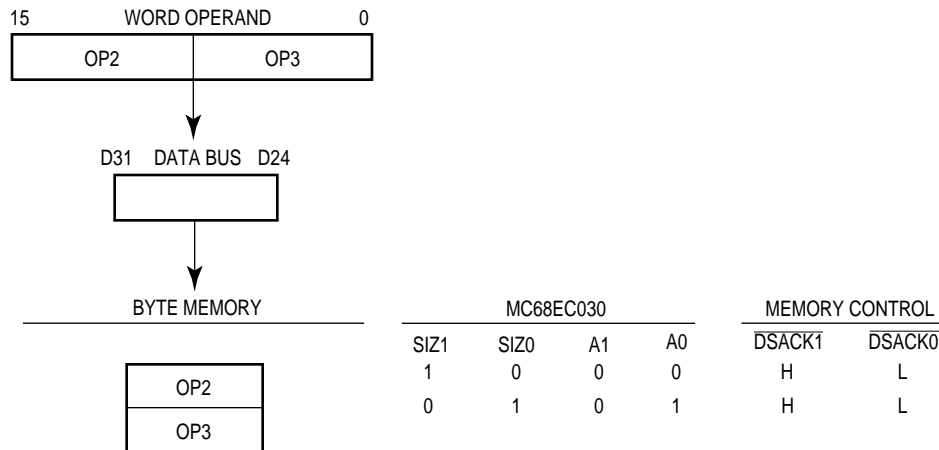 15 WORD OPERAND 0
OP2 OP3
D31 DATA BUS D24
BYTE MEMORY MC68EC030 MEMORY CONTROL
SIZ1 SIZ0 A1 A0 DSACK1 DSACK0
OP2 1 0 0 0 H L
OP3 0 1 0 1 H L